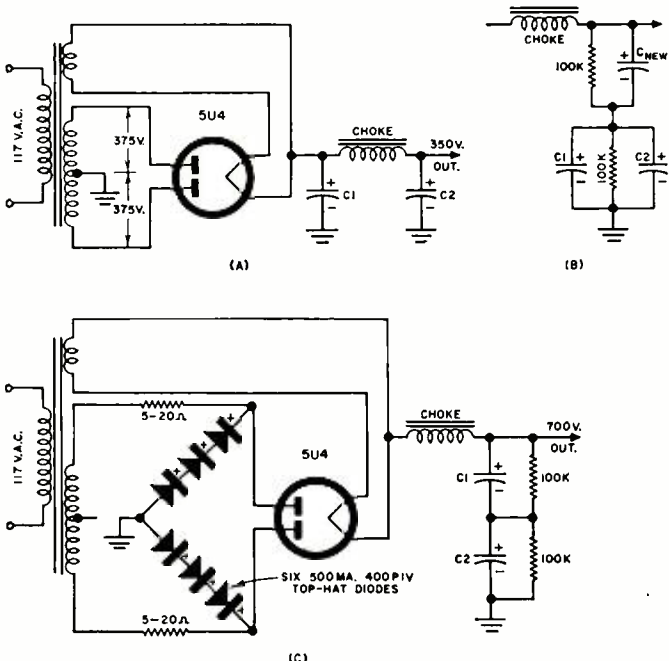 117 V.A.C.
375V.
375V.
5U4
CHOKE
350V.
OUT.
C1
C2
(A)
CHOKE
100K
+
CNEW
-
C1
+
-
100K
C2
+
-
(B)
117 V.A.C.
5-20Ω
5U4
CHOKE
700V.
OUT.
C1
+
-
100K
C2
+
-
100K
SIX 500MA. 400PIV
TOP-HAT DIODES
5-20Ω
(C)